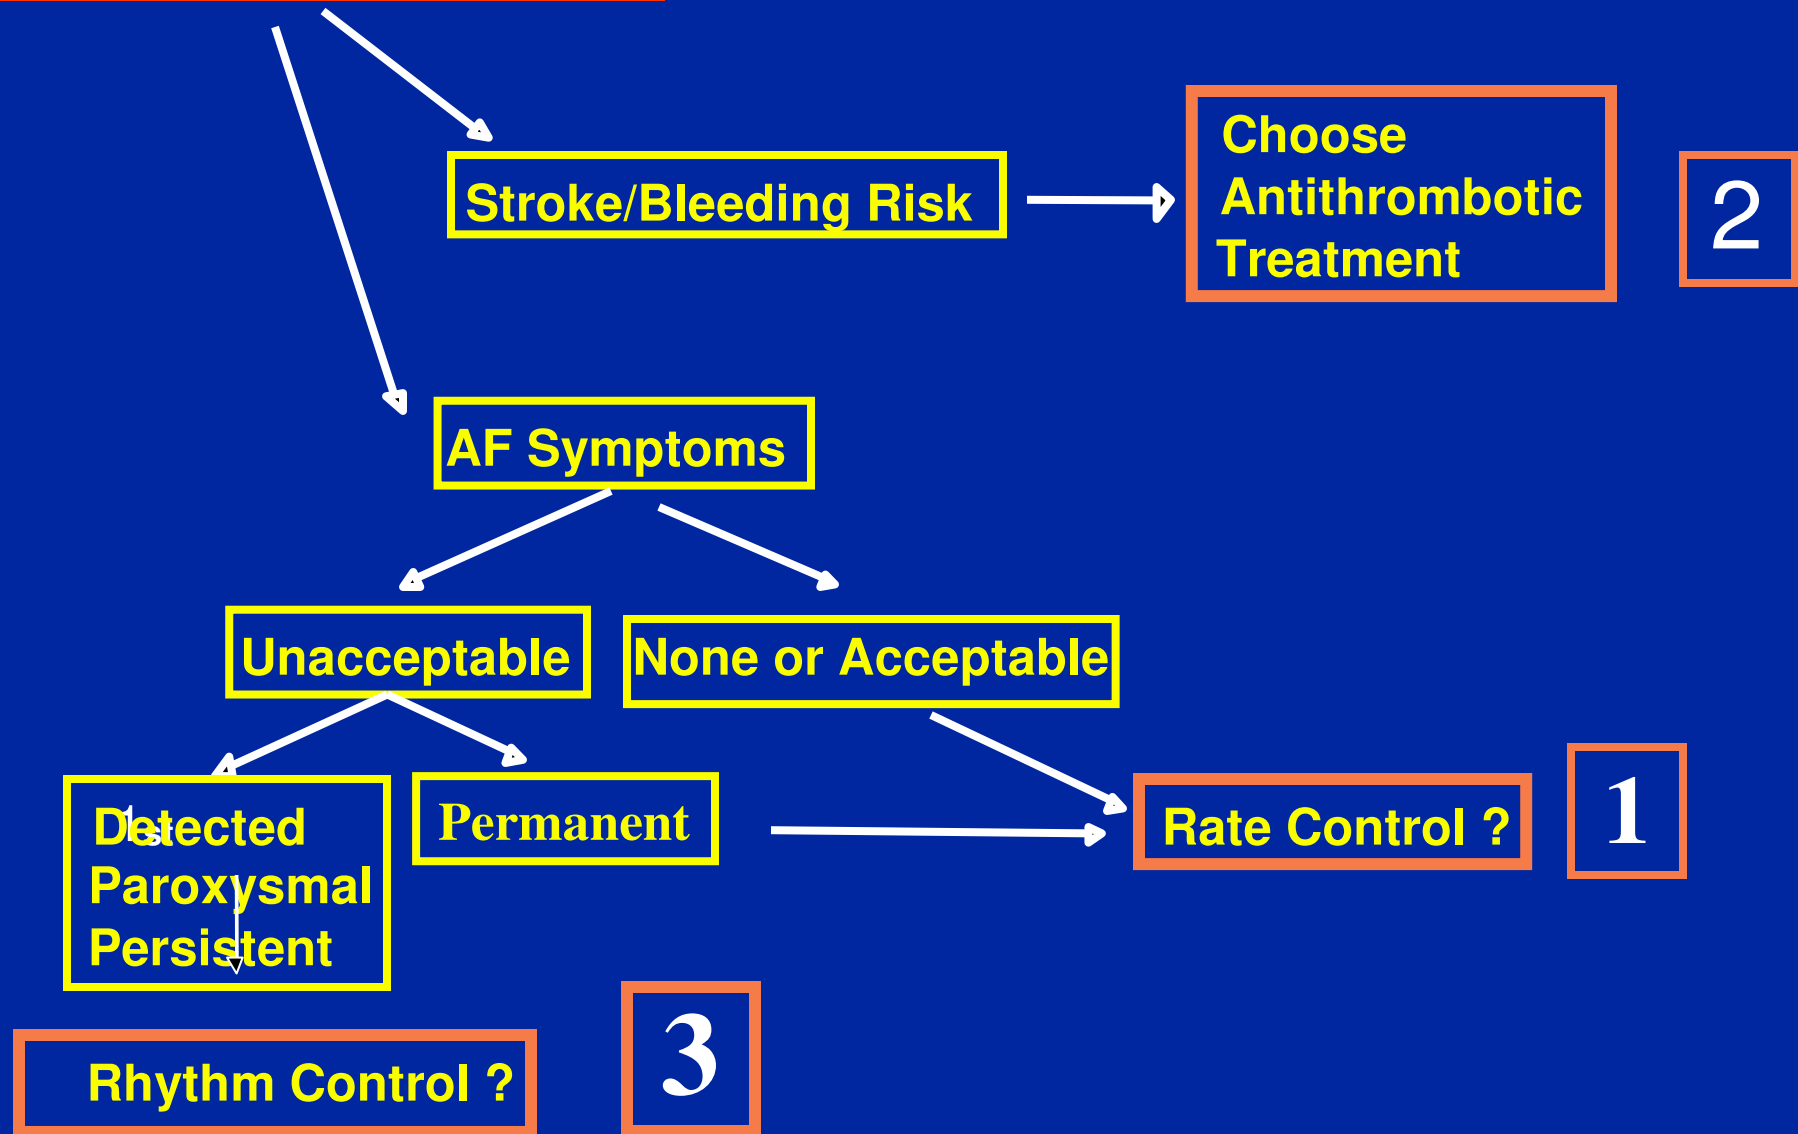 Choose
Antithrombotic
Treatment
2
Stroke/Bleeding Risk
AF Symptoms
Unacceptable
None or Acceptable
1s
Detected
Paroxysmal
Persistent
Permanent
Rate Control ?
1
Rhythm Control ?
3